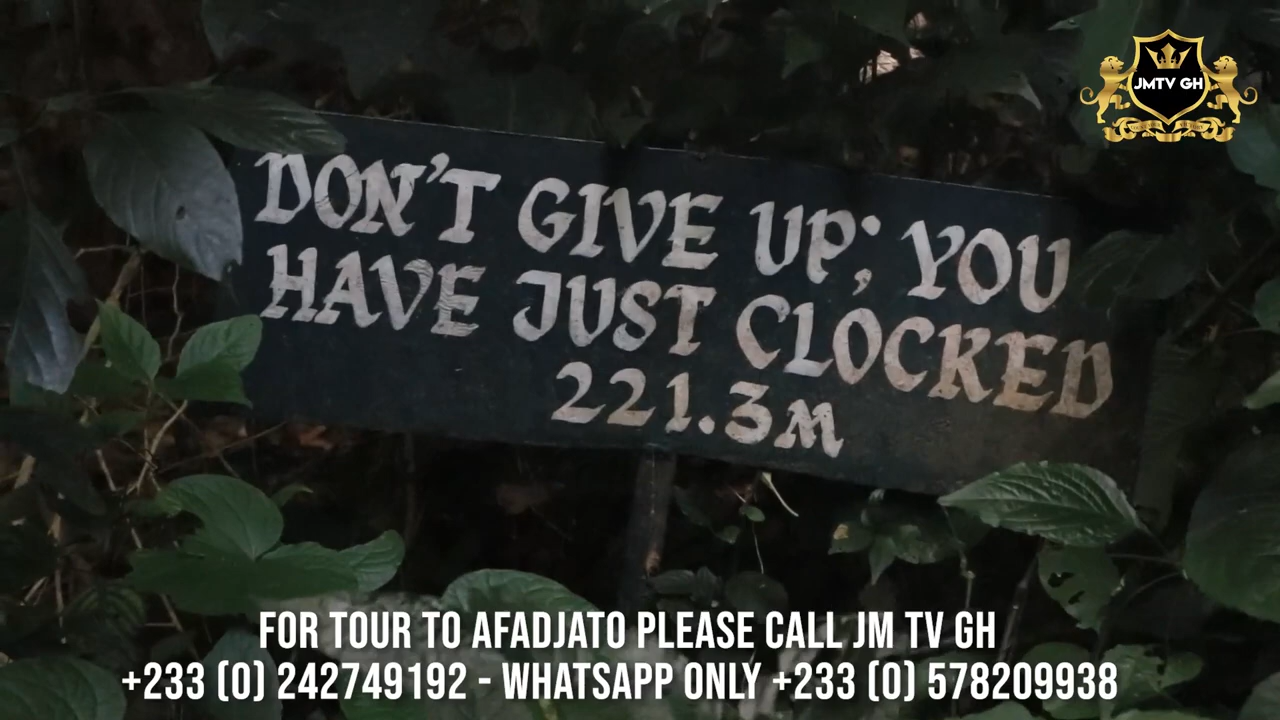 JMTV GH
DON'T GIVE UP; YOU
HAVE JUST CLOCKED
221.3M
FOR TOUR TO AFADJATO PLEASE CALL JM TV GH
+233 (0) 242749192 - WHATSAPP ONLY +233 (0) 578209938